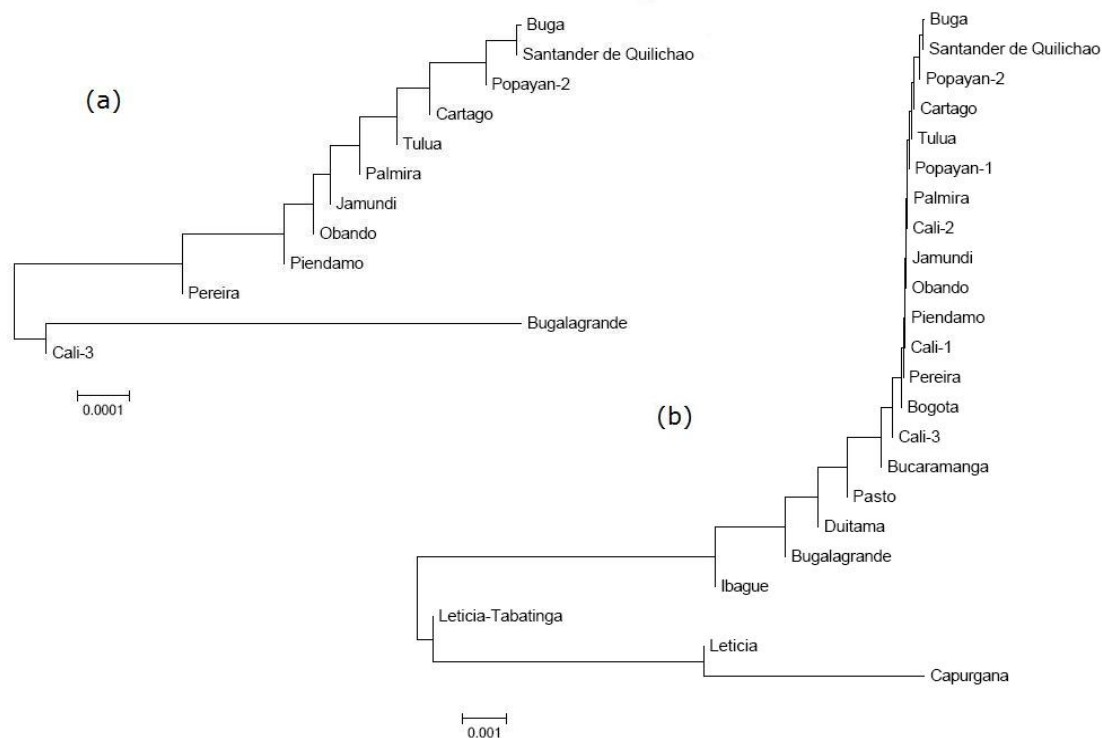 (a)
Buga
Santander de Quilichao
Popayan-2
Cartago
Tulua
Palmira
Jamundi
Obando
Piendamo
Pereira
Bugalagrande
Cali-3
0.0001
(b)
Buga
Santander de Quilichao
Popayan-2
Cartago
Tulua
Popayan-1
Palmira
Cali-2
Jamundi
Obando
Piendamo
Cali-1
Pereira
Bogota
Cali-3
Bucaramanga
Pasto
Duitama
Bugalagrande
Ibague
Leticia-Tabatinga
Leticia
Capurgana
0.001